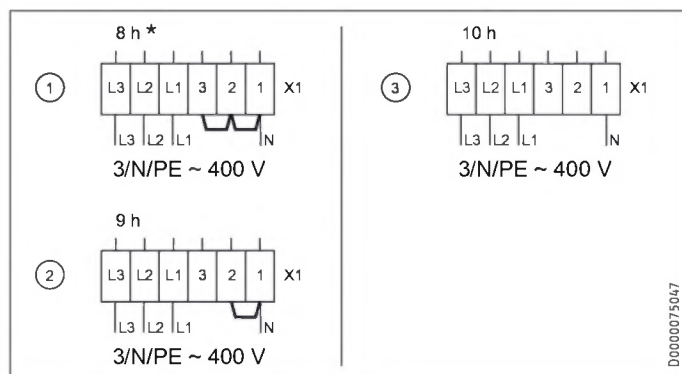 8 h *
1
L3 L2 L1 3 2 1 X1
L3 L2 L1 N
3/N/PE ~ 400 V
9 h
2
L3 L2 L1 3 2 1 X1
L3 L2 L1 N
3/N/PE ~ 400 V
10 h
3
L3 L2 L1 3 2 1 X1
L3 L2 L1 N
3/N/PE ~ 400 V
D0000075047